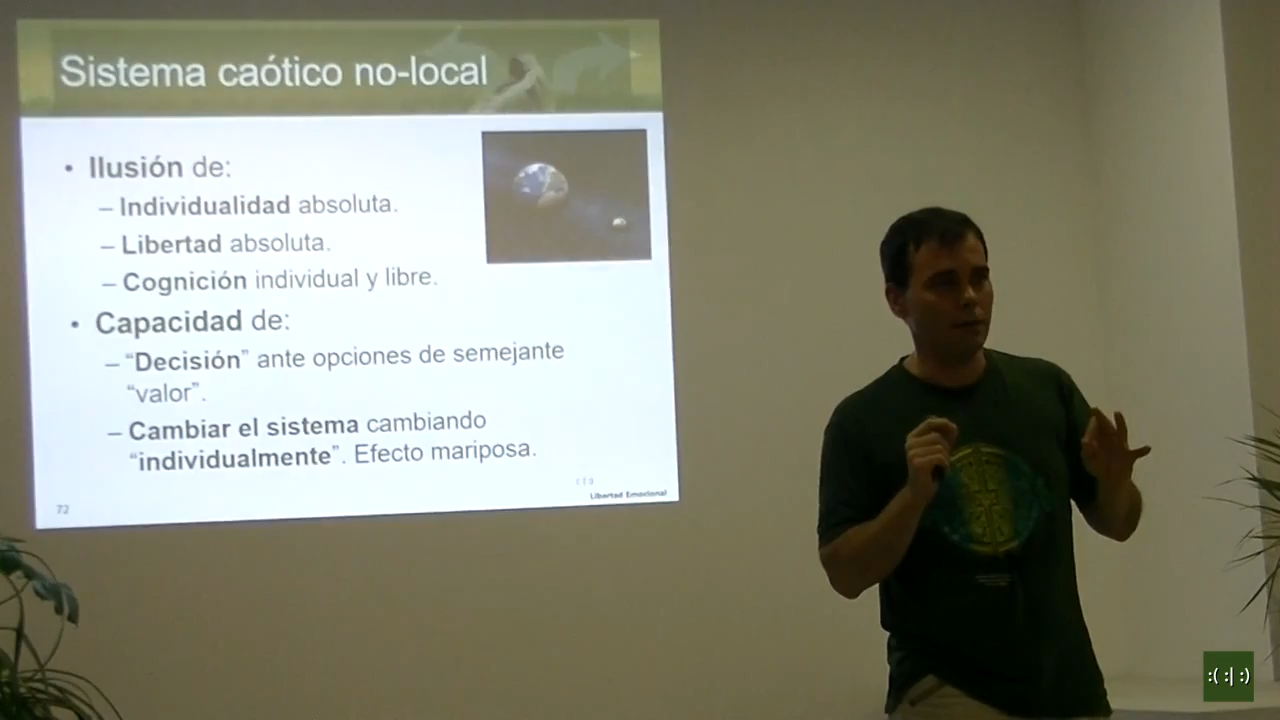 Sistema caótico no-local
• Ilusión de:
– Individualidad absoluta.
– Libertad absoluta.
– Cognición individual y libre.
• Capacidad de:
– “Decisión” ante opciones de semejante
“valor”.
– Cambiar el sistema cambiando
“individualmente”. Efecto mariposa.
72
Libertad Emocional
:( :| :)